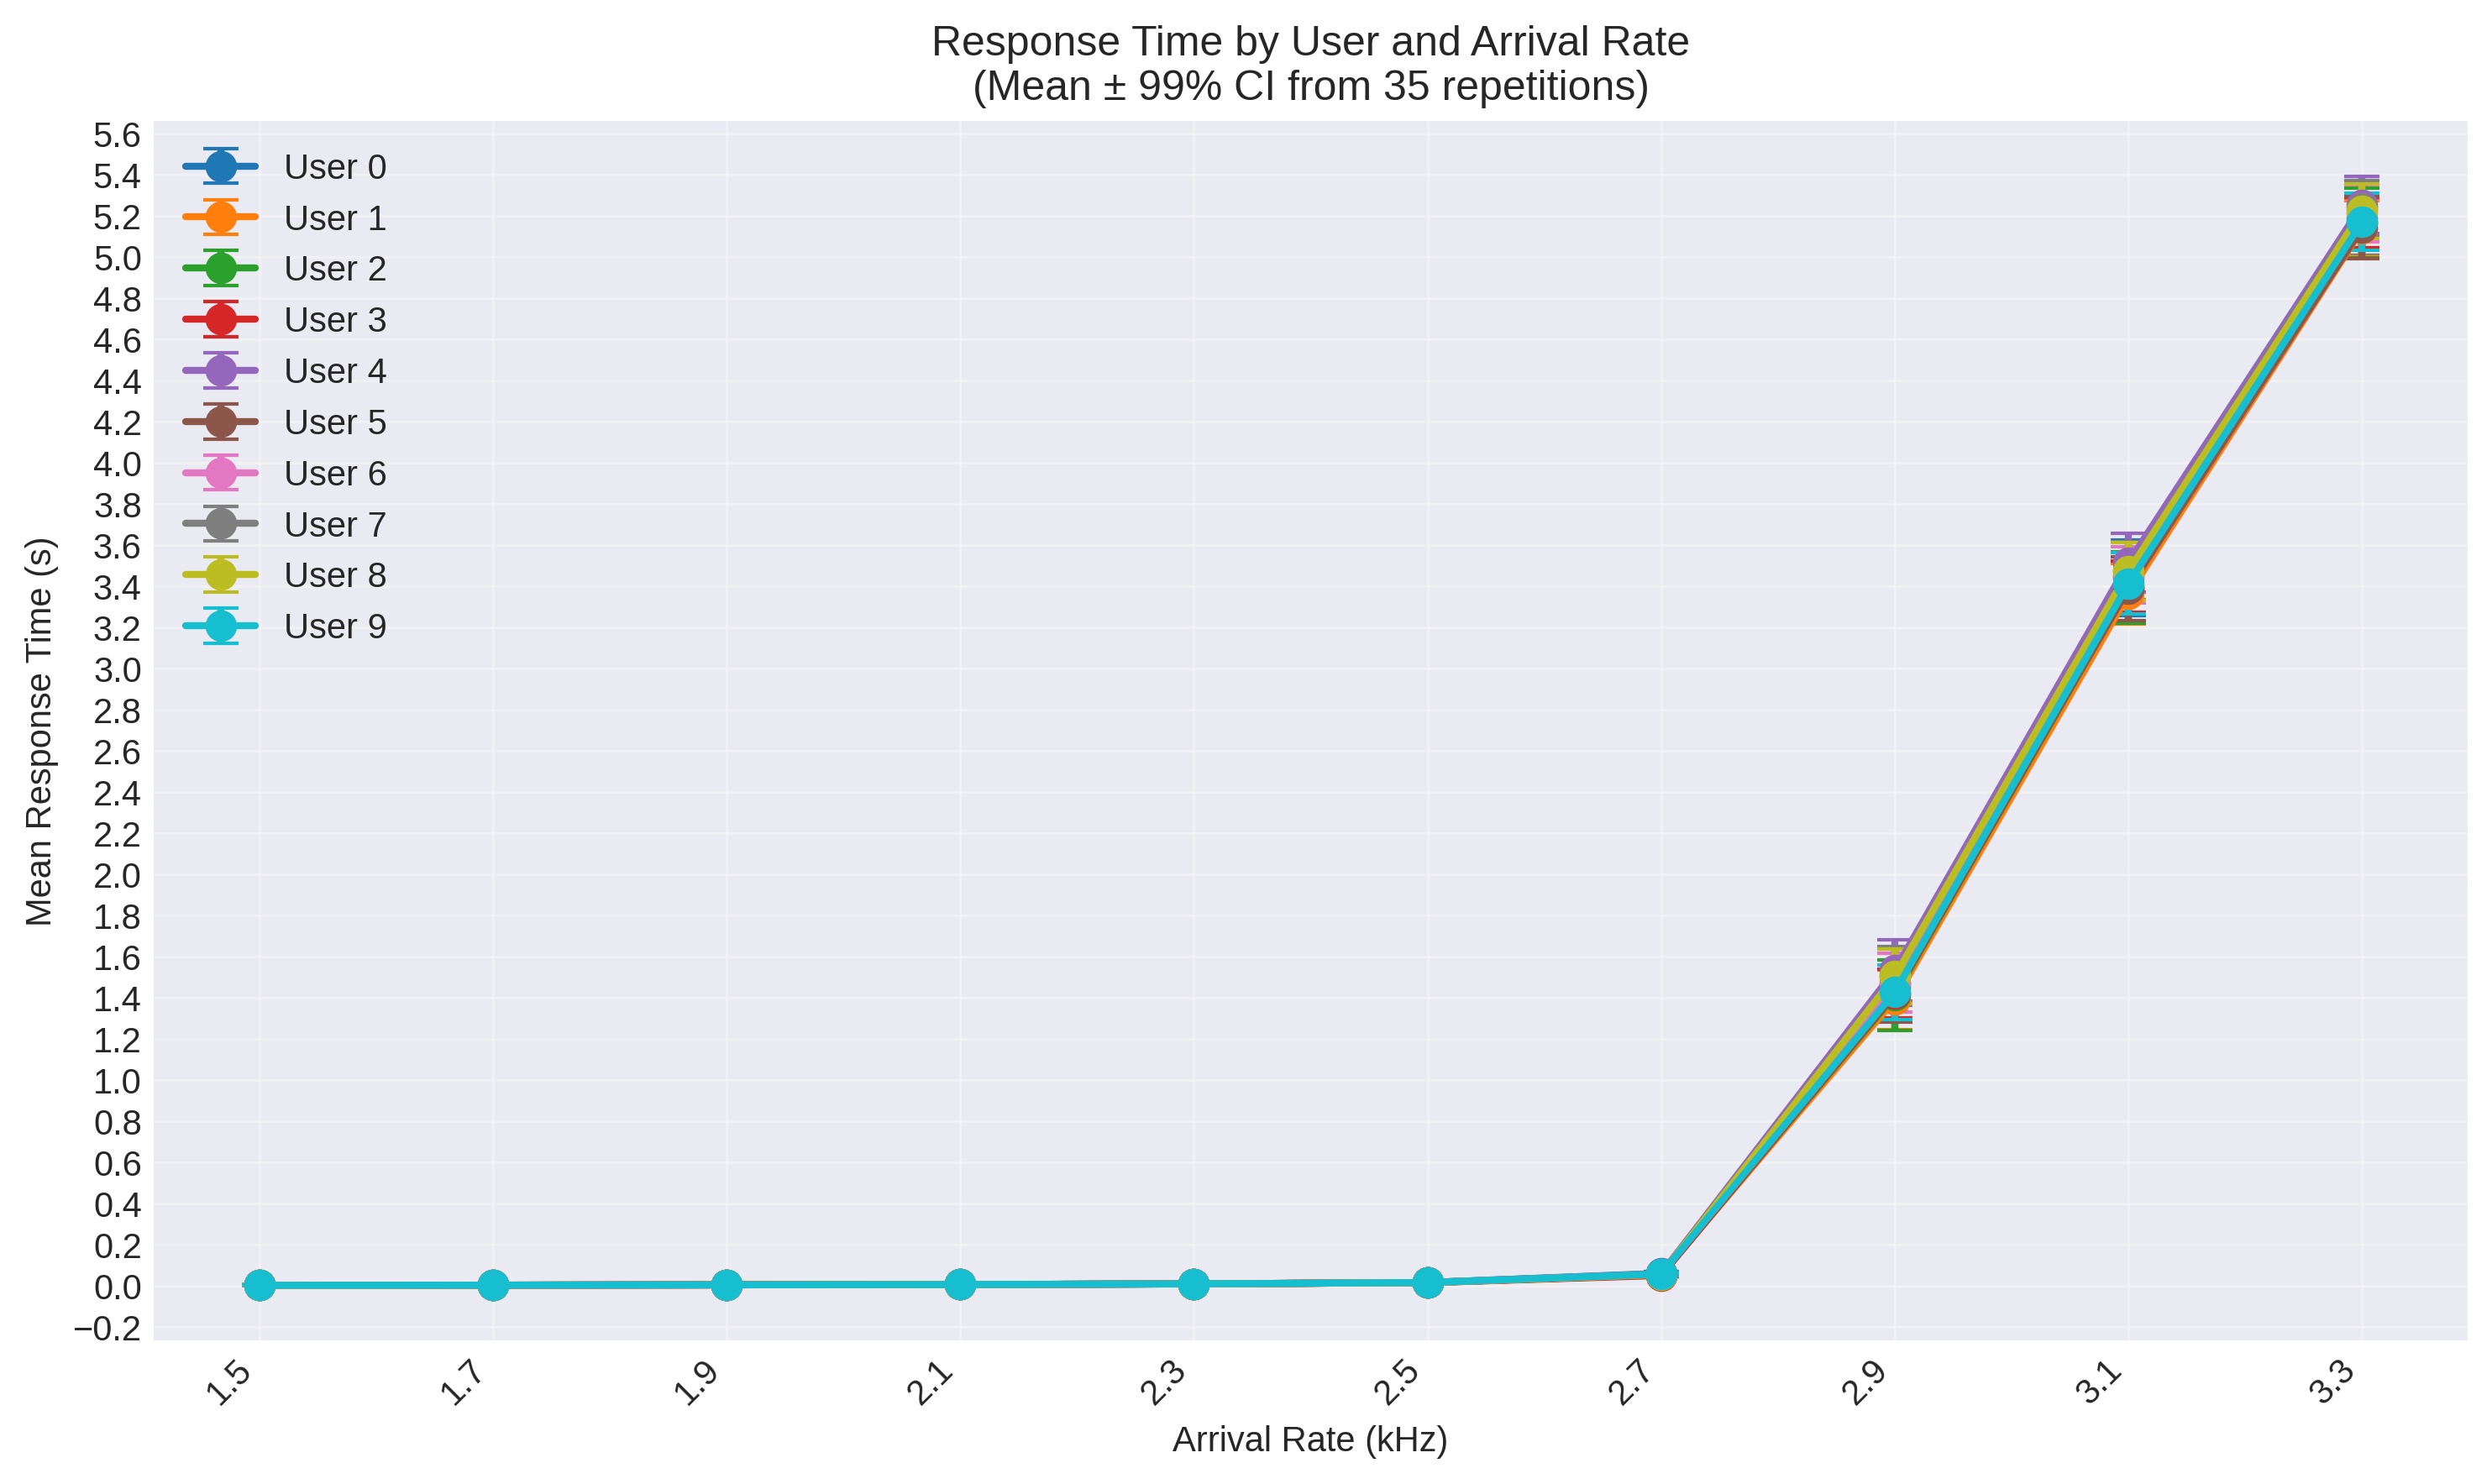 Response Time by User and Arrival Rate
(Mean ± 99% CI from 35 repetitions)
Mean Response Time (s)
5.6
5.4
5.2
5.0
4.8
4.6
4.4
4.2
4.0
3.8
3.6
3.4
3.2
3.0
2.8
2.6
2.4
2.2
2.0
1.8
1.6
1.4
1.2
1.0
0.8
0.6
0.4
0.2
0.0
−0.2
User 0
User 1
User 2
User 3
User 4
User 5
User 6
User 7
User 8
User 9
1.5
1.7
1.9
2.1
2.3
2.5
2.7
2.9
3.1
3.3
Arrival Rate (kHz)